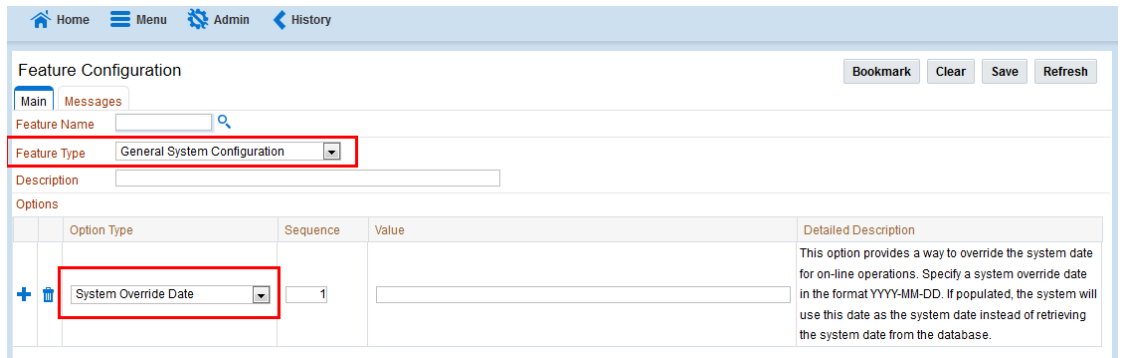 Home Menu Admin History
Feature Configuration
Bookmark Clear Save Refresh
Main Messages
Feature Name
Feature Type General System Configuration
Description
Options
Option Type Sequence Value Detailed Description
System Override Date 1
This option provides a way to override the system date
for on-line operations. Specify a system override date
in the format YYYY-MM-DD. If populated, the system will
use this date as the system date instead of retrieving
the system date from the database.